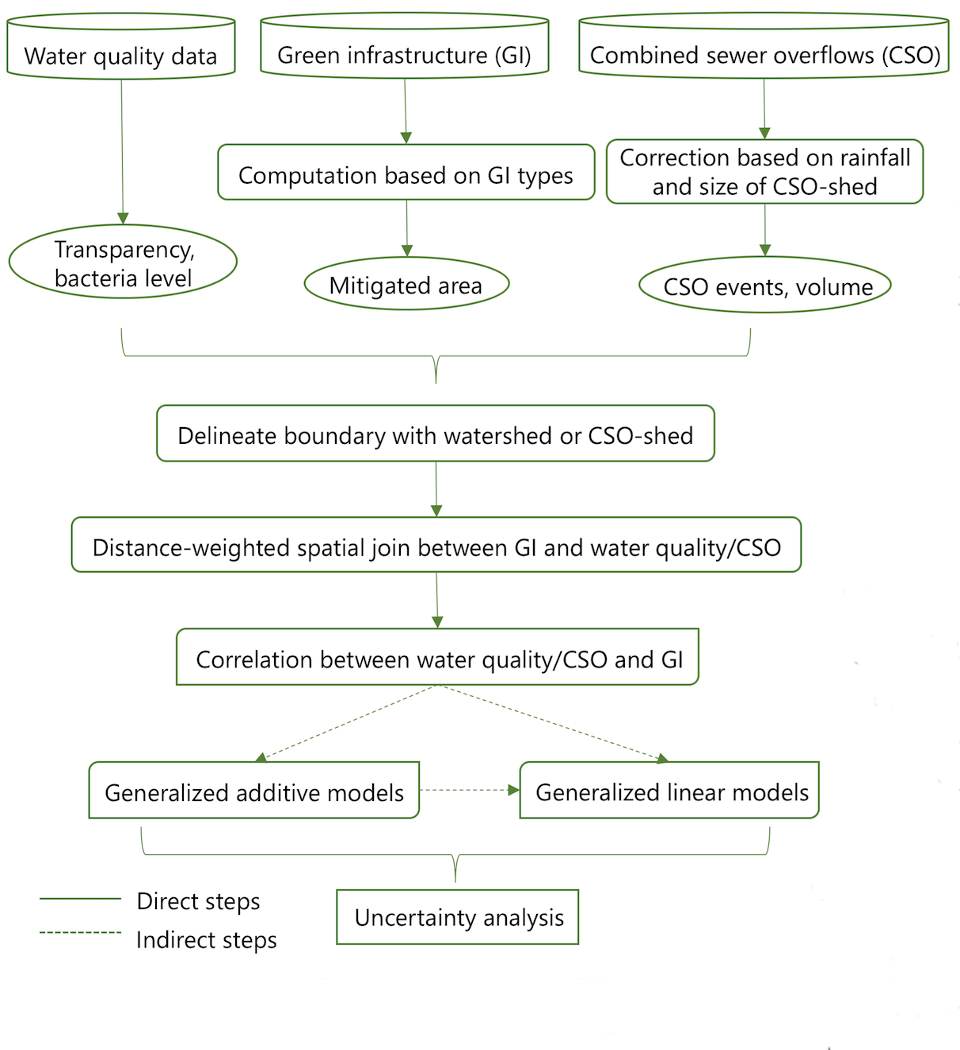 Water quality data
Green infrastructure (GI)
Combined sewer overflows (CSO)
Computation based on GI types
Correction based on rainfall
and size of CSO-shed
Transparency,
bacteria level
Mitigated area
CSO events, volume
Delineate boundary with watershed or CSO-shed
Distance-weighted spatial join between GI and water quality/CSO
Correlation between water quality/CSO and GI
Generalized additive models
Generalized linear models
Direct steps
Indirect steps
Uncertainty analysis